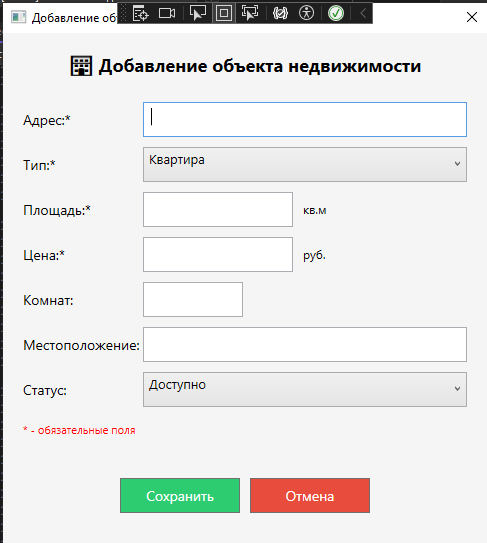 Добавление об
Добавление объекта недвижимости
Адрес:*
Тип:* Квартира
Площадь:* кв.м
Цена:* руб.
Комнат:
Местоположение:
Статус: Доступно
* - обязательные поля
Сохранить Отмена